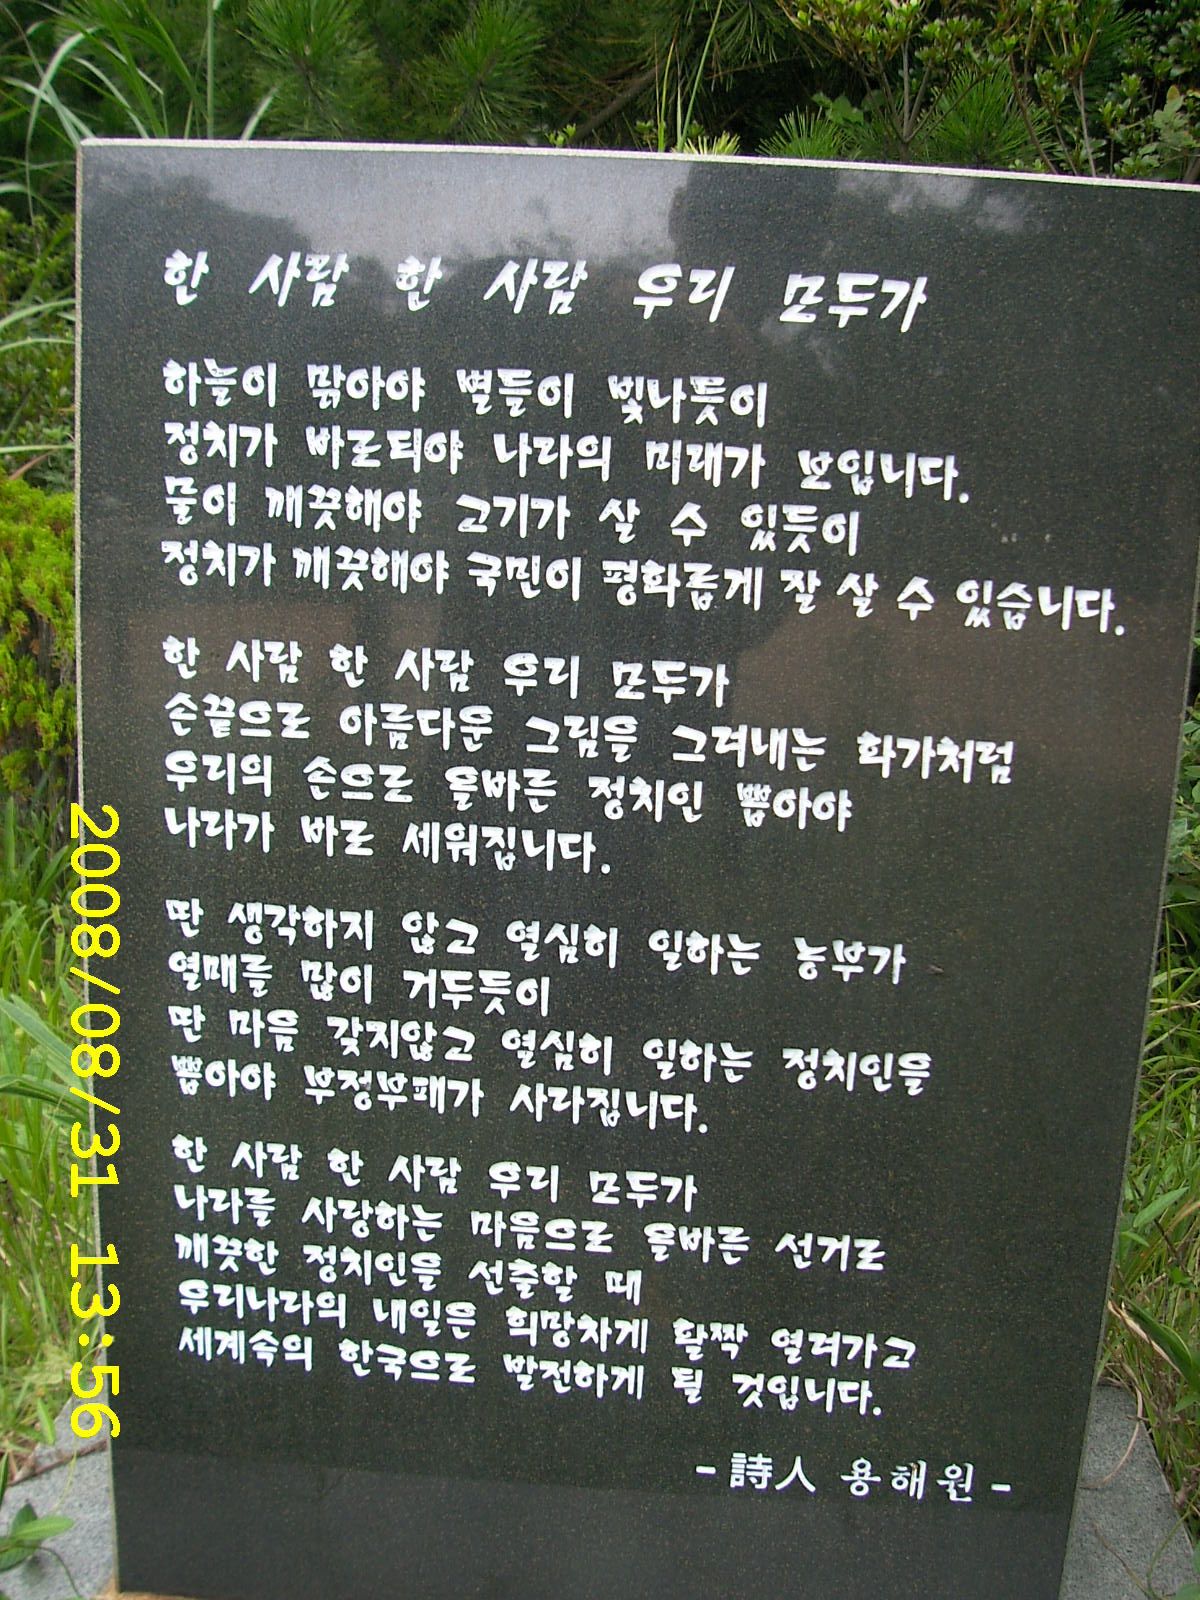 한 사람 한 사람 우리 모두가
하늘이 맑아야 별들이 빛나듯이
정치가 바로되야 나라의 미래가 보입니다.
물이 깨끗해야 고기가 살 수 있듯이
정치가 깨끗해야 국민이 평화롭게 잘 살 수 있습니다.
한 사람 한 사람 우리 모두가
손끝으로 아름다운 그림을 그려내는 화가처럼
우리의 손으로 올바른 정치인 뽑아야
나라가 바로 세워집니다.
딴 생각하지 않고 열심히 일하는 농부가
열매를 많이 거두듯이
딴 마음 갖지않고 열심히 일하는 정치인을
뽑아야 부정부패가 사라집니다.
한 사람 한 사람 우리 모두가
나라를 사랑하는 마음으로 올바른 선거로
깨끗한 정치인을 선출할 때
우리나라의 내일은 희망차게 활짝 열려가고
세계속의 한국으로 발전하게 될 것입니다.
- 詩人 용해원 -
2008/08/31 13:56